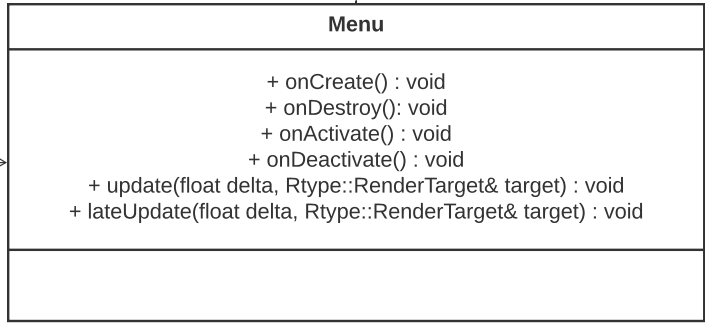 Menu
+ onCreate() : void
+ onDestroy(): void
+ onActivate() : void
+ onDeactivate() : void
+ update(float delta, Rtype::RenderTarget& target) : void
+ lateUpdate(float delta, Rtype::RenderTarget& target) : void